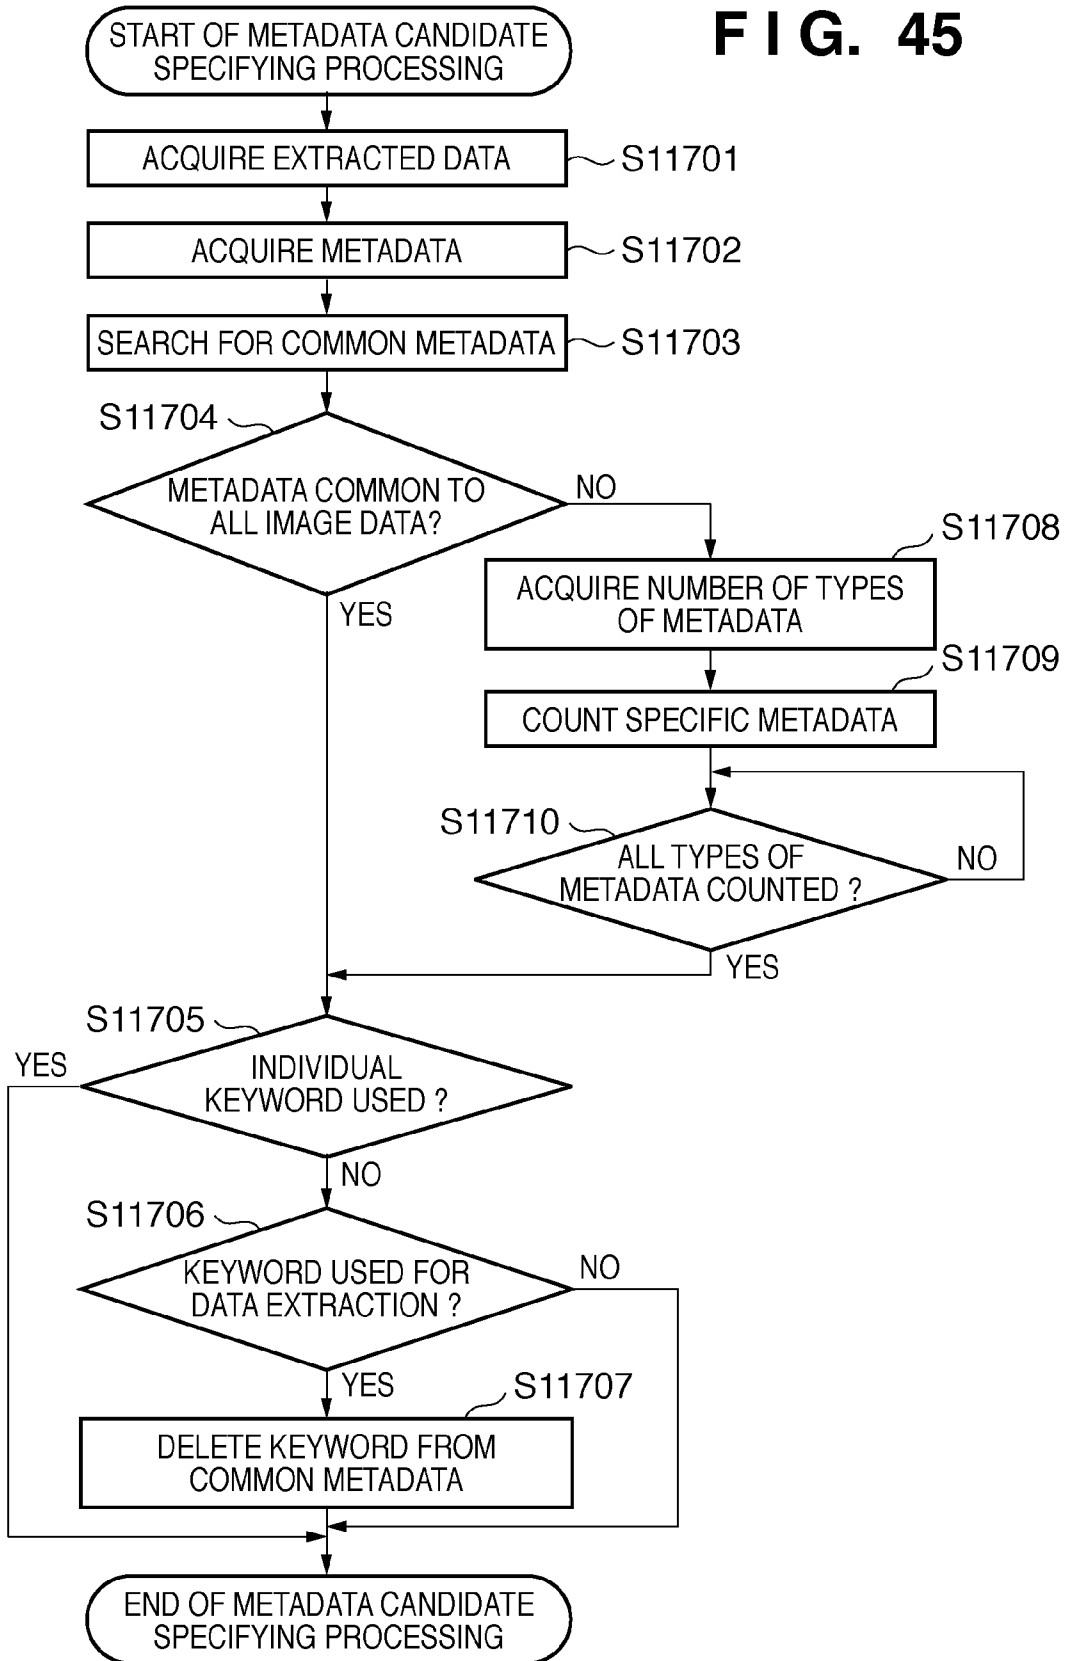 FIG. 45
START OF METADATA CANDIDATE
SPECIFYING PROCESSING
ACQUIRE EXTRACTED DATA
S11701
ACQUIRE METADATA
S11702
SEARCH FOR COMMON METADATA
S11703
S11704
METADATA COMMON TO
ALL IMAGE DATA?
NO
YES
S11708
ACQUIRE NUMBER OF TYPES
OF METADATA
S11709
COUNT SPECIFIC METADATA
S11710
ALL TYPES OF
METADATA COUNTED ?
NO
YES
S11705
YES
INDIVIDUAL
KEYWORD USED ?
NO
S11706
KEYWORD USED FOR
DATA EXTRACTION ?
NO
YES
S11707
DELETE KEYWORD FROM
COMMON METADATA
END OF METADATA CANDIDATE
SPECIFYING PROCESSING